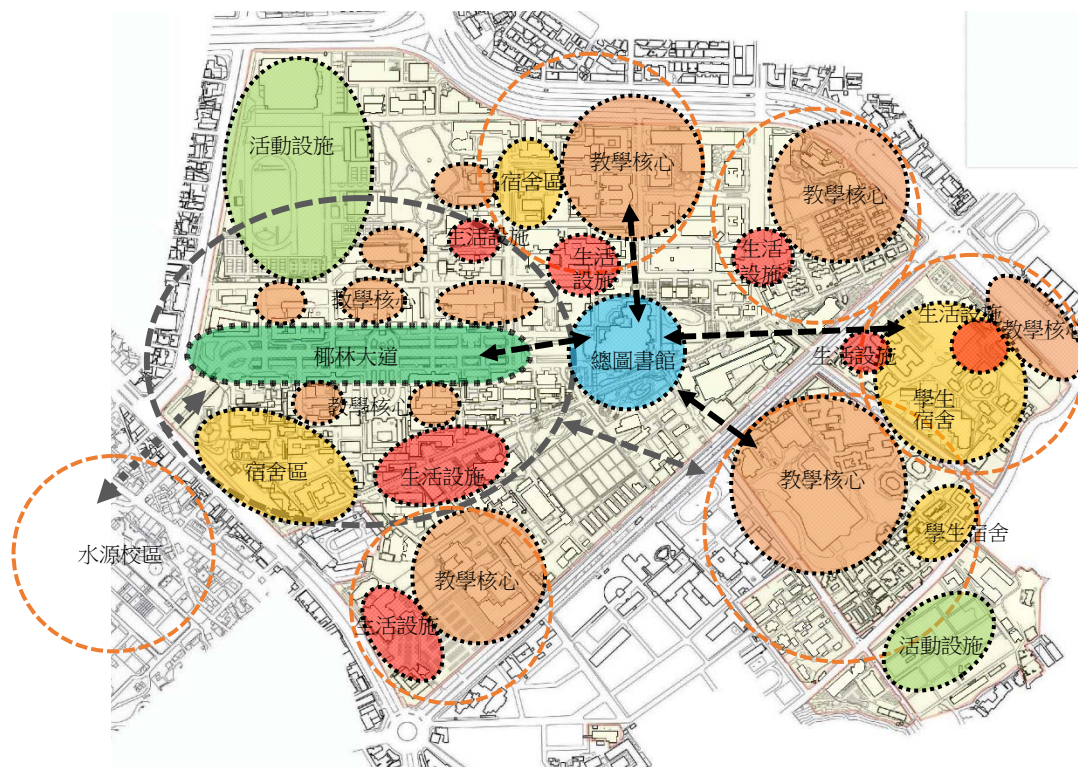 活動設施
教學核心
宿舍區
教學核心
生活設施
生活
設施
生活
設施
教學核心
生活設施
教學核心
椰林大道
總圖書館
生活設施
學生
宿舍
教學核心
宿舍區
生活設施
教學核心
學生宿舍
水源校區
教學核心
生活設施
活動設施